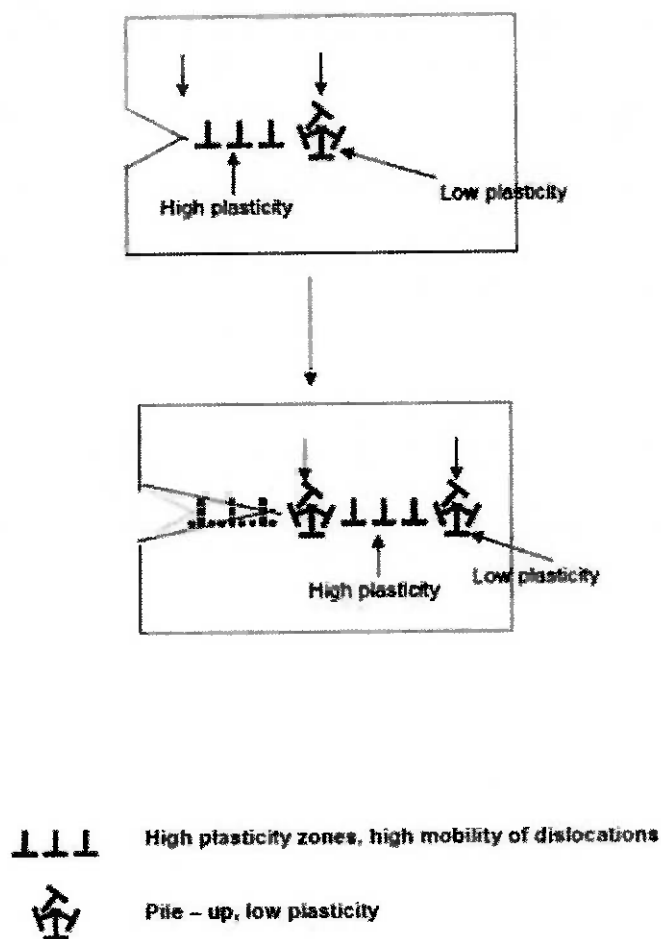 High plasticity
Low plasticity
High plasticity
Low plasticity
High plasticity zones, high mobility of dislocations
Pile – up, low plasticity